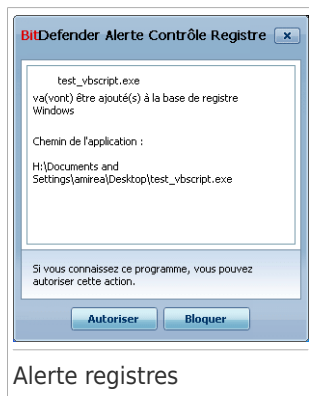 BitDefender Alerte Contrôle Registre
test_vbscript.exe
va(vont) être ajouté(s) à la base de registre
Windows
Chemin de l'application :
H:\Documents and
Settings\amirea\Desktop\test_vbscript.exe
Si vous connaissez ce programme, vous pouvez
autoriser cette action.
Autoriser Bloquer
Alerte registres